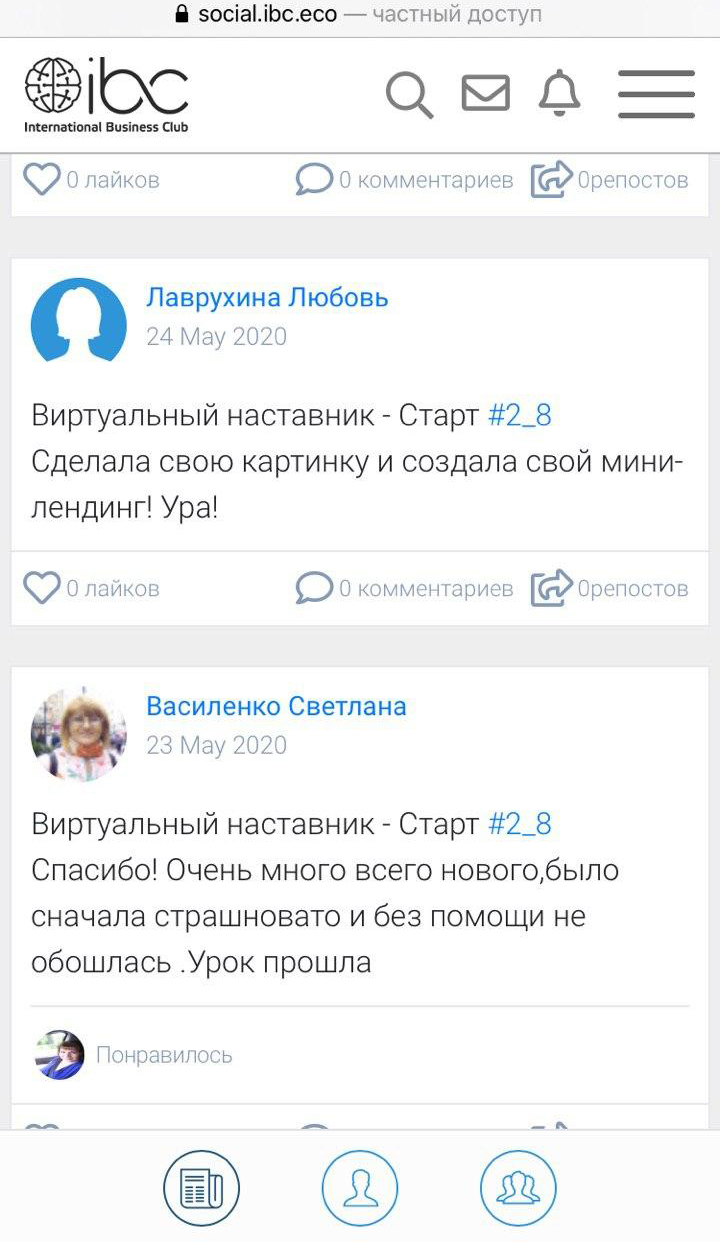 social.ibc.eco — частный доступ
ibc
International Business Club
0 лайков 0 комментариев 0репостов
Лаврухина Любовь
24 May 2020
Виртуальный наставник - Старт #2_8
Сделала свою картинку и создала свой мини-
лендинг! Ура!
0 лайков 0 комментариев 0репостов
Василенко Светлана
23 May 2020
Виртуальный наставник - Старт #2_8
Спасибо! Очень много всего нового,было
сначала страшновато и без помощи не
обошлась .Урок прошла
Понравилось